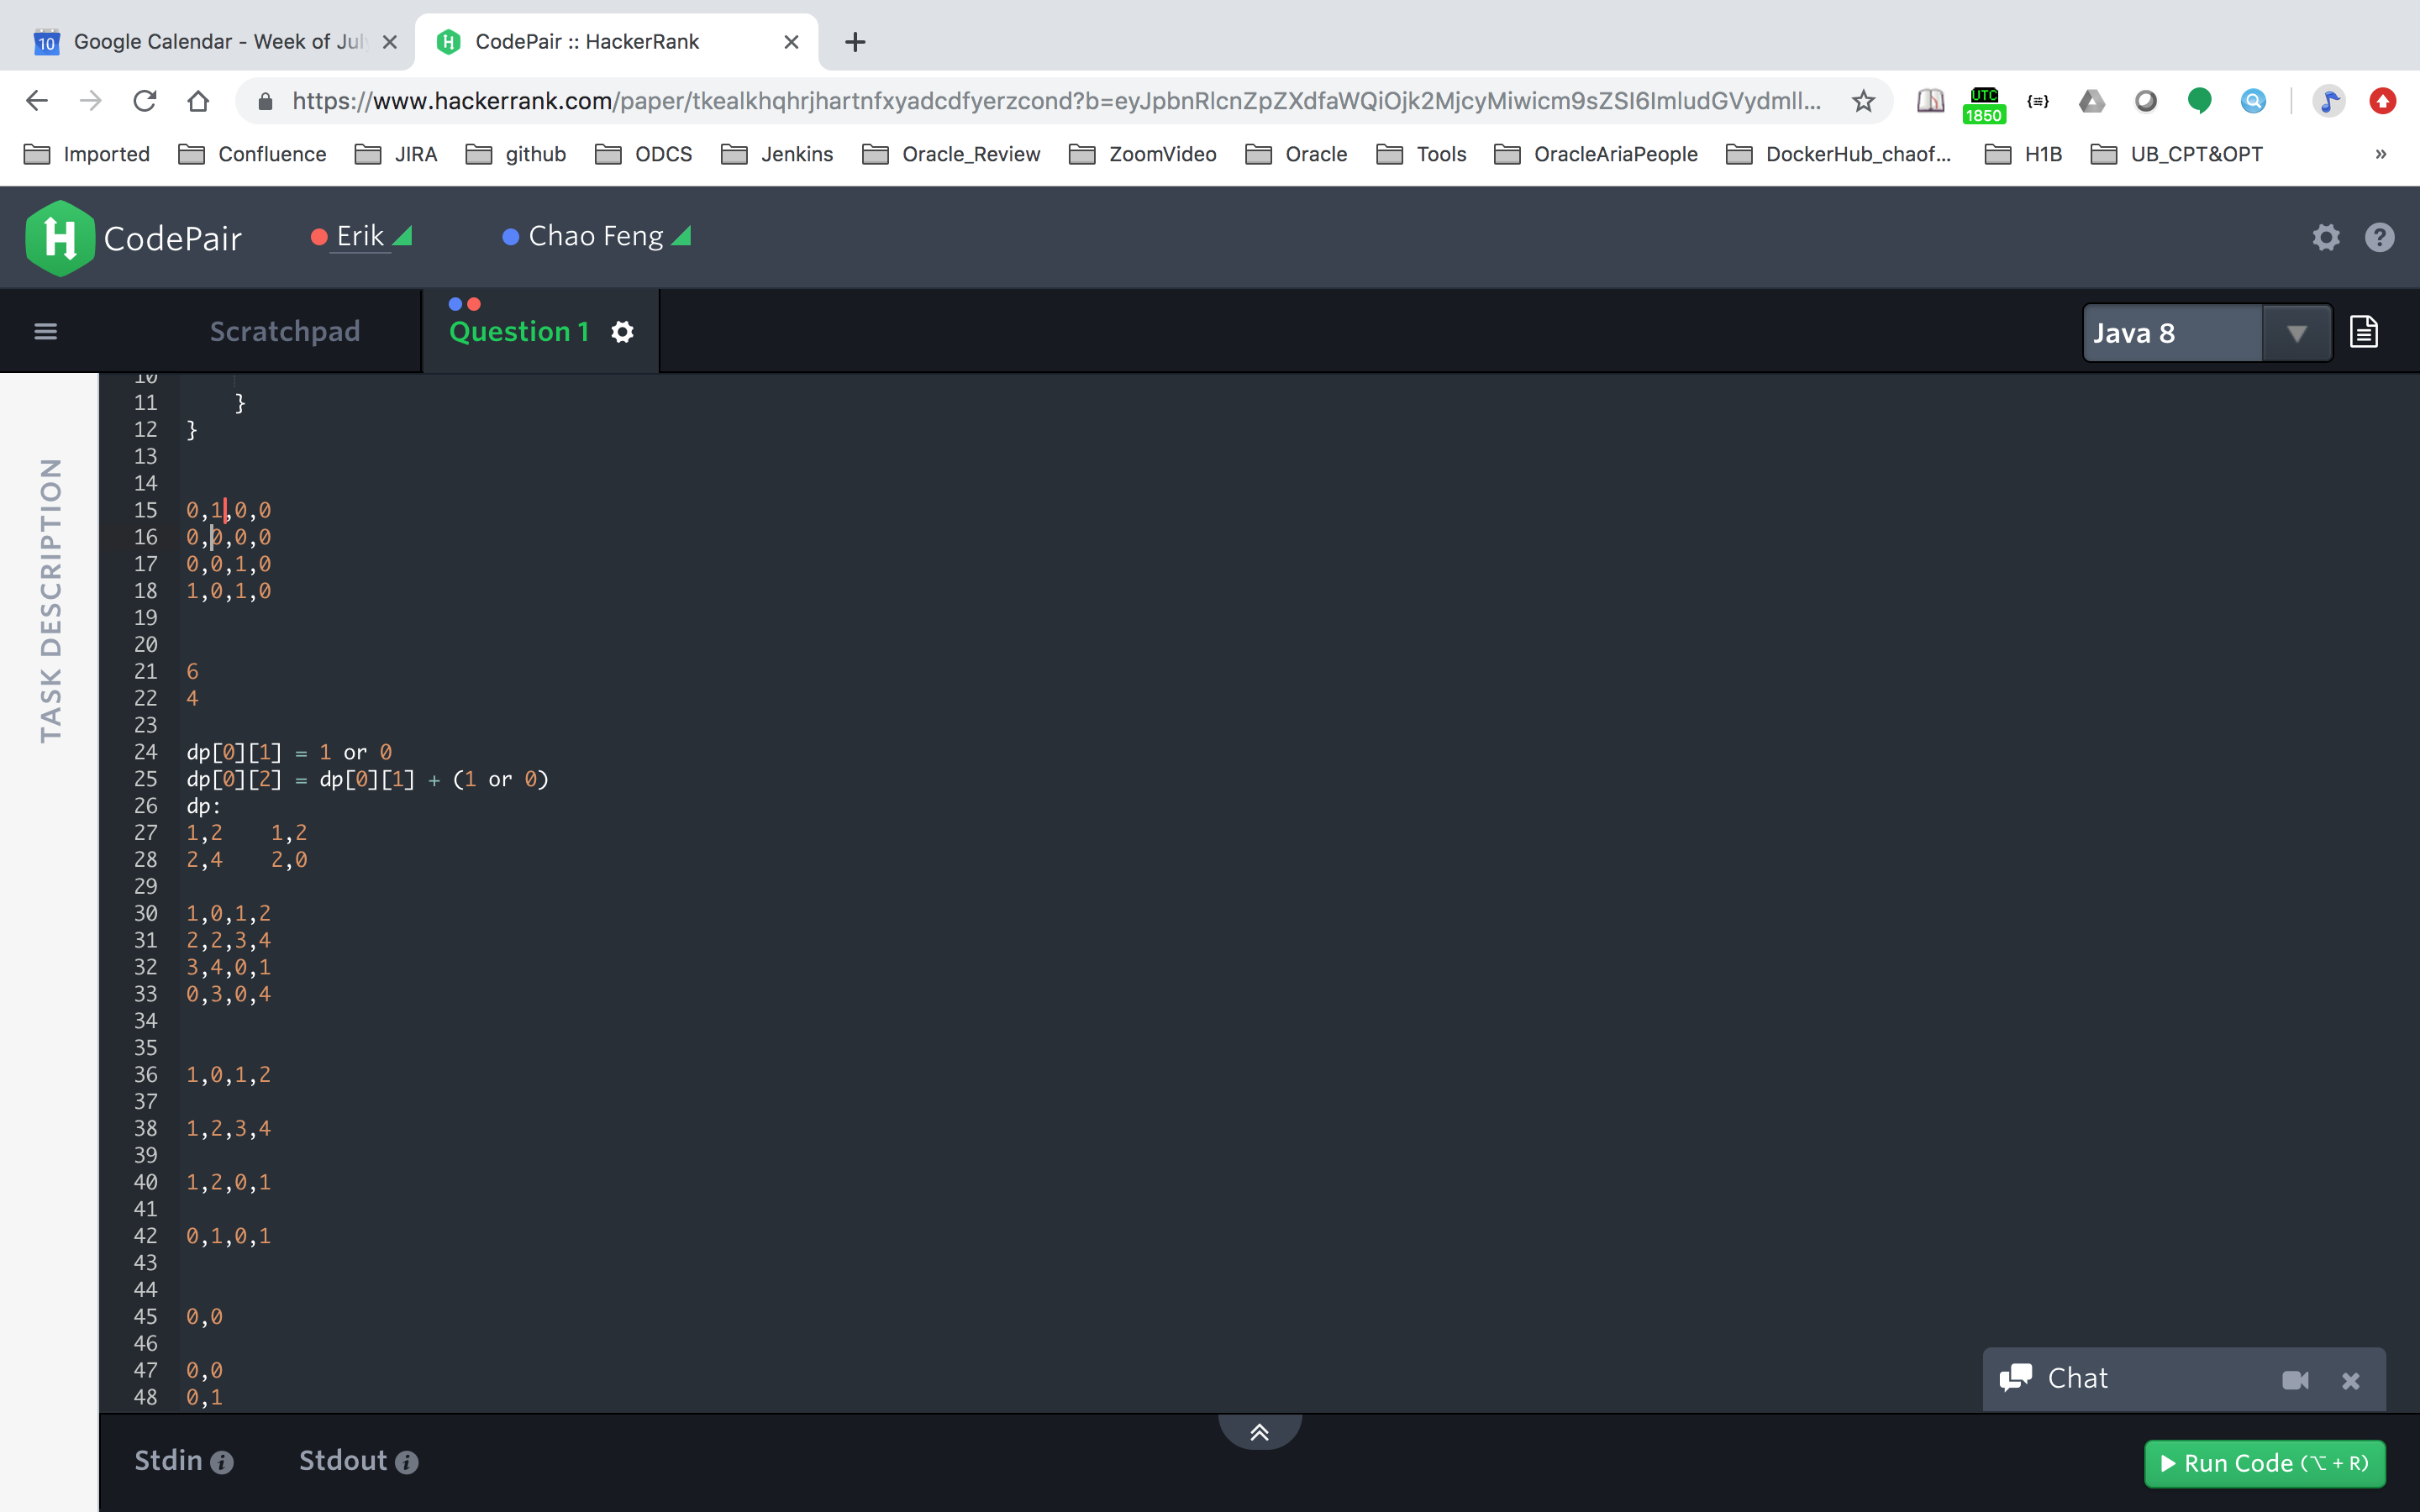 Google Calendar - Week of Jul
CodePair :: HackerRank
https://www.hackerrank.com/paper/tkealkhqhrjhartnfxyadcdfyerzcond?b=eyJpbnRlcnZpZXdfaWQiOjk2MjcyMiwicm9sZSI6ImludGVydmll...
UTC
1850
Imported Confluence JIRA github ODCS Jenkins Oracle_Review ZoomVideo Oracle Tools OracleAriaPeople DockerHub_chaof... H1B UB_CPT&OPT »
CodePair Erik Chao Feng
Scratchpad Question 1 Java 8
TASK DESCRIPTION
10
11 }
12 }
13
14
15 0,1,0,0
16 0,0,0,0
17 0,0,1,0
18 1,0,1,0
19
20
21 6
22 4
23
24 dp[0][1] = 1 or 0
25 dp[0][2] = dp[0][1] + (1 or 0)
26 dp:
27 1,2 1,2
28 2,4 2,0
29
30 1,0,1,2
31 2,2,3,4
32 3,4,0,1
33 0,3,0,4
34
35
36 1,0,1,2
37
38 1,2,3,4
39
40 1,2,0,1
41
42 0,1,0,1
43
44
45 0,0
46
47 0,0
48 0,1
Chat
Stdin Stdout
Run Code (⌥ + R)